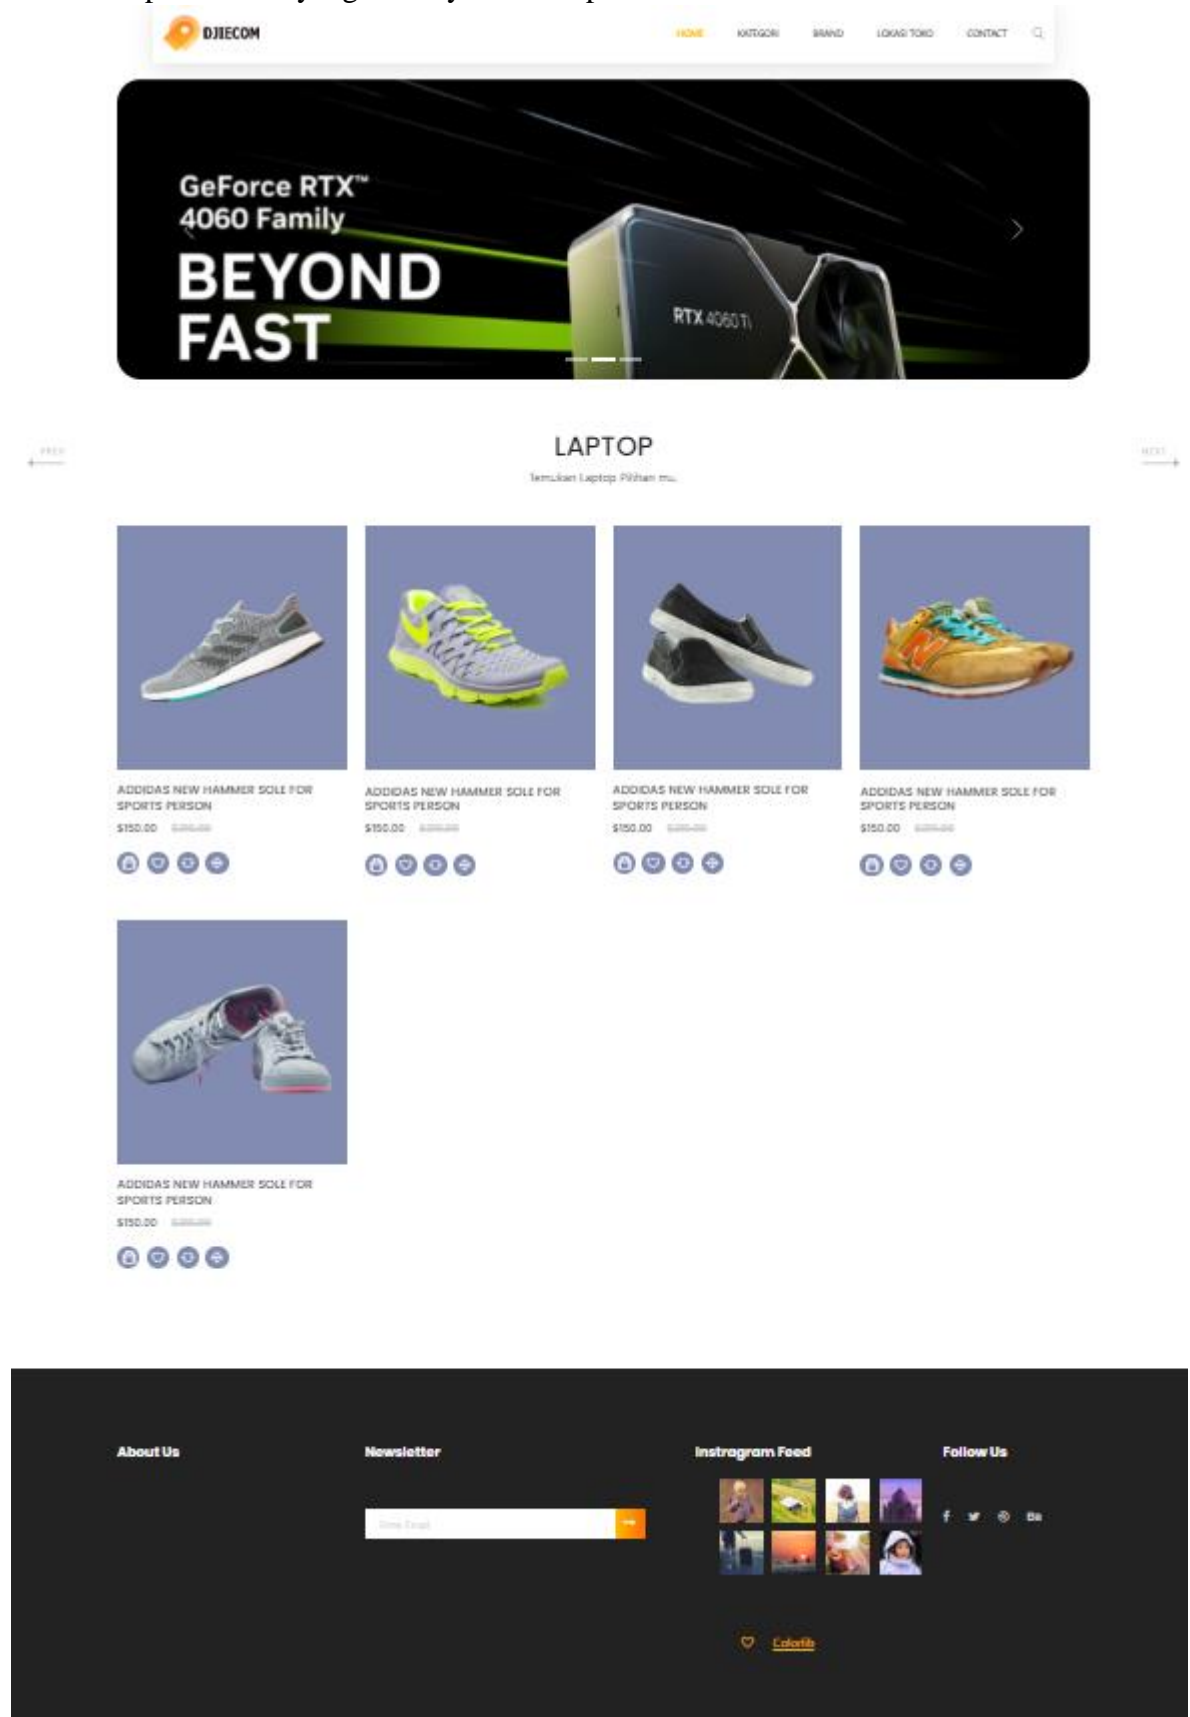 DJIECOM
HOME KATEGORI BRAND LOKASI TOKO CONTACT
GeForce RTX™
4060 Family
BEYOND
FAST
RTX 4060 Ti
PREV
LAPTOP
NEXT
Temukan Laptop Pilihan mu.
ADDIDAS NEW HAMMER SOLE FOR
SPORTS PERSON
$150.00
ADDIDAS NEW HAMMER SOLE FOR
SPORTS PERSON
$150.00
ADDIDAS NEW HAMMER SOLE FOR
SPORTS PERSON
$150.00
ADDIDAS NEW HAMMER SOLE FOR
SPORTS PERSON
$150.00
ADDIDAS NEW HAMMER SOLE FOR
SPORTS PERSON
$150.00
About Us
Newsletter
Instragram Feed
Follow Us
Colorlib